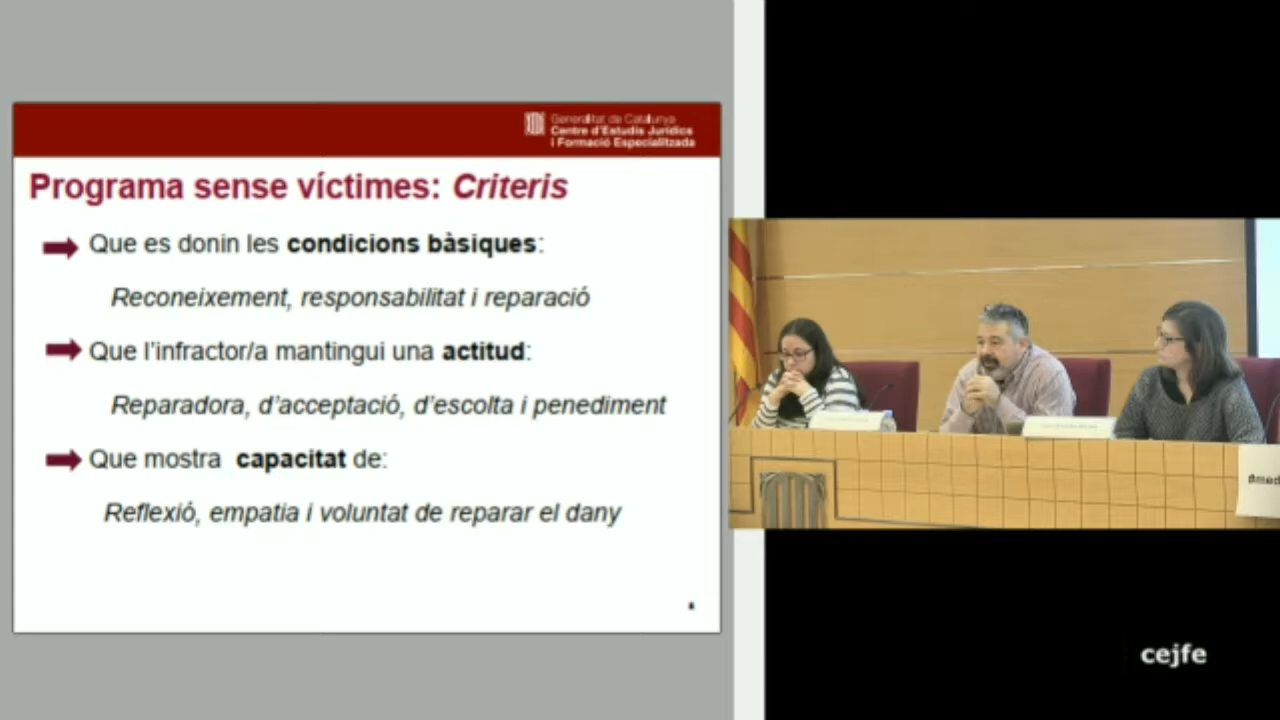 Generalitat de Catalunya
Centre d'Estudis Jurídics
i Formació Especialitzada
Programa sense víctimes: Criteris
Que es donin les condicions bàsiques:
Reconeixement, responsabilitat i reparació
Que l'infractor/a mantingui una actitud:
Reparadora, d'acceptació, d'escolta i penediment
Que mostra capacitat de:
Reflexió, empatia i voluntat de reparar el dany
#med
cejfe